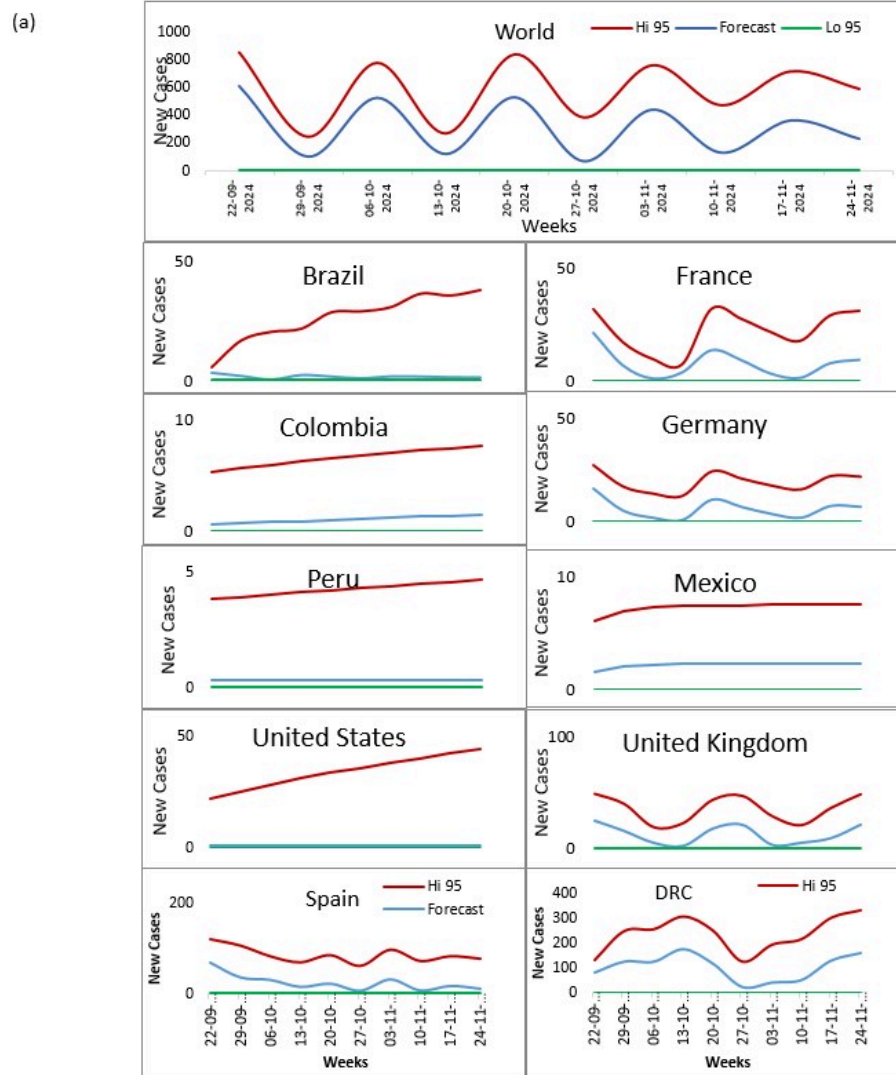 (a)
World
Hi 95
Forecast
Lo 95
New Cases
1000
800
600
400
200
0
22-09-2024
29-09-2024
06-10-2024
13-10-2024
20-10-2024
27-10-2024
03-11-2024
10-11-2024
17-11-2024
24-11-2024
Weeks
Brazil
New Cases
50
0
France
New Cases
50
0
Colombia
New Cases
10
0
Germany
New Cases
50
0
Peru
New Cases
5
0
Mexico
New Cases
10
0
United States
New Cases
50
0
United Kingdom
New Cases
100
0
Spain
Hi 95
Forecast
New Cases
200
0
22-09-…
29-09-…
06-10-…
13-10-…
20-10-…
27-10-…
03-11-…
10-11-…
17-11-…
24-11-…
Weeks
DRC
Hi 95
New Cases
400
300
200
100
0
22-09-…
29-09-…
06-10-…
13-10-…
20-10-…
27-10-…
03-11-…
10-11-…
17-11-…
24-11-…
Weeks